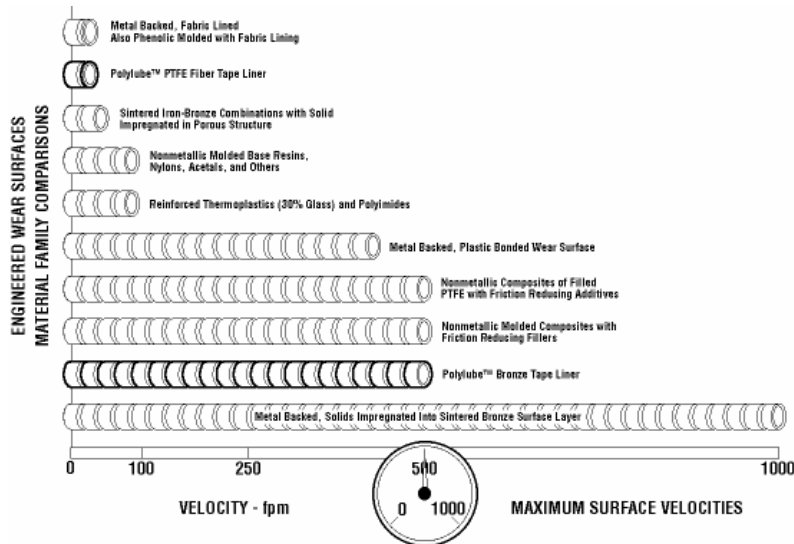 ENGINEERED WEAR SURFACES
MATERIAL FAMILY COMPARISONS
Metal Backed, Fabric Lined
Also Phenolic Molded with Fabric Lining
Polylube™ PTFE Fiber Tape Liner
Sintered Iron-Bronze Combinations with Solid
Impregnated in Porous Structure
Nonmetallic Molded Base Resins,
Nylons, Acetals, and Others
Reinforced Thermoplastics (30% Glass) and Polyimides
Metal Backed, Plastic Bonded Wear Surface
Nonmetallic Composites of Filled
PTFE with Friction Reducing Additives
Nonmetallic Molded Composites with
Friction Reducing Fillers
Polylube™ Bronze Tape Liner
Metal Backed, Solids Impregnated Into Sintered Bronze Surface Layer
0 100 250 500 1000
0 1000
VELOCITY - fpm MAXIMUM SURFACE VELOCITIES